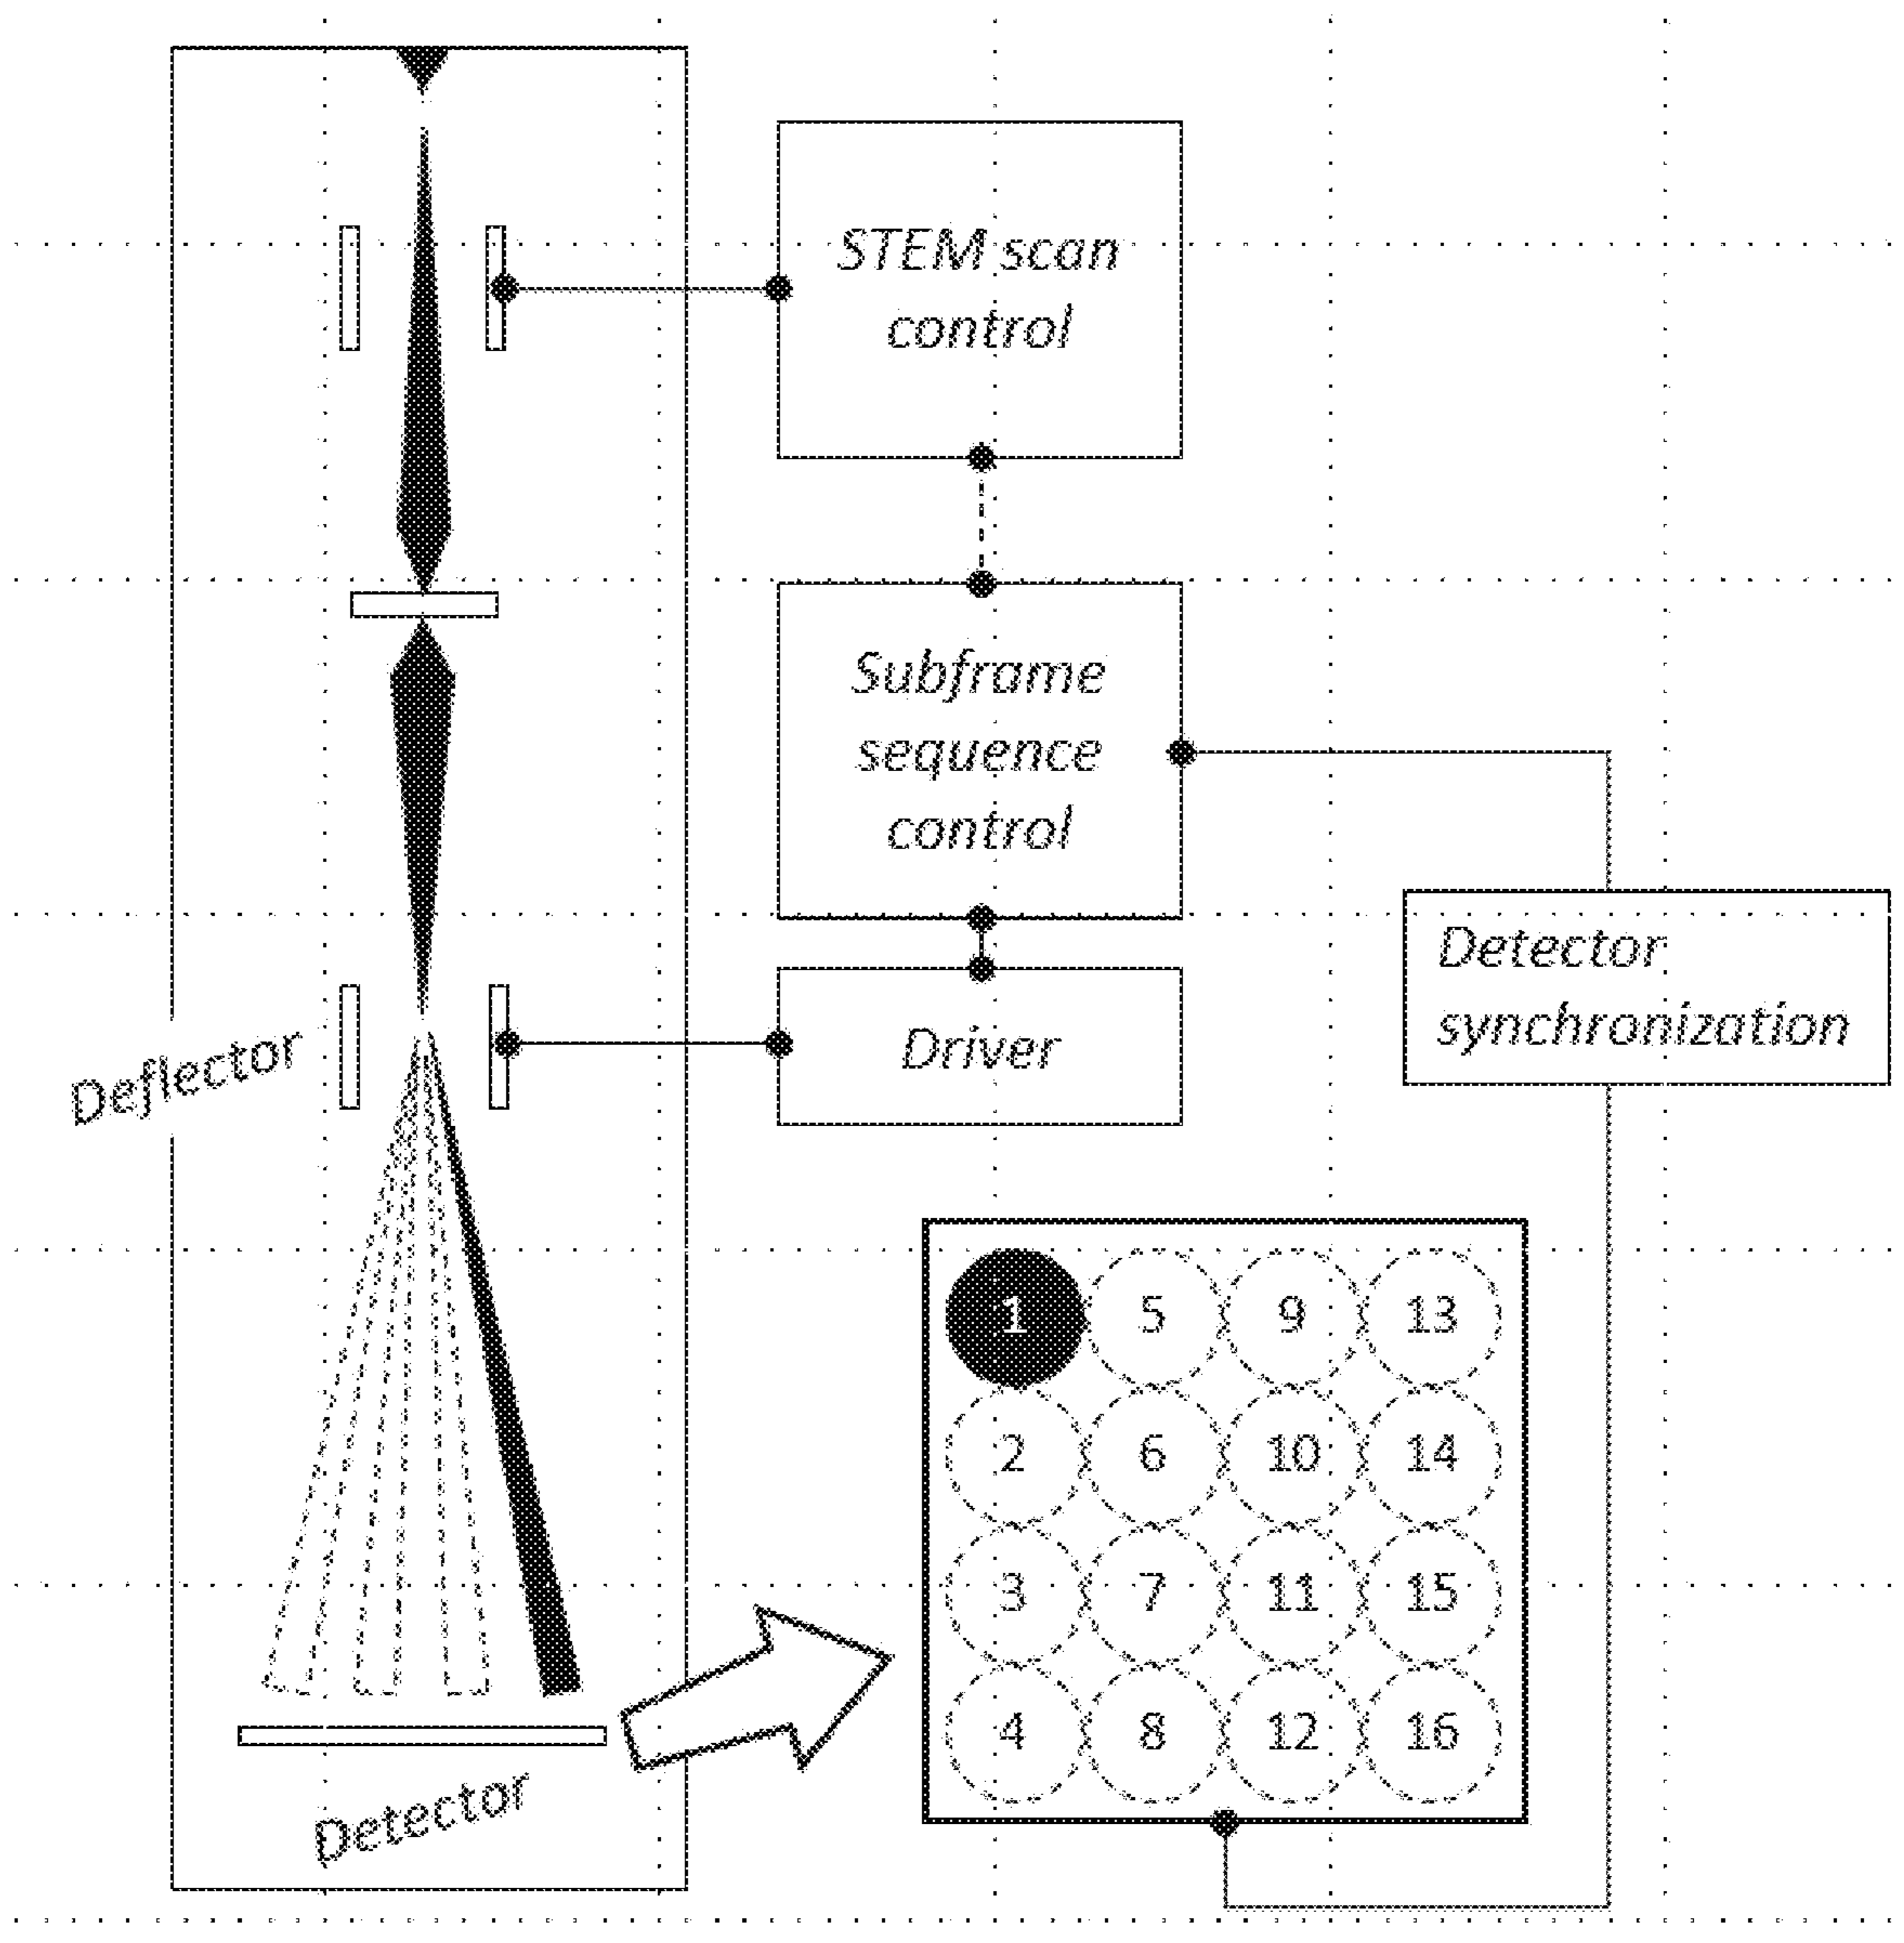 STEM scan
control
Subframe
sequence
control
Detector
synchronization
Deflector
Driver
1 5 9 13
2 6 10 14
3 7 11 15
4 8 12 16
Detector